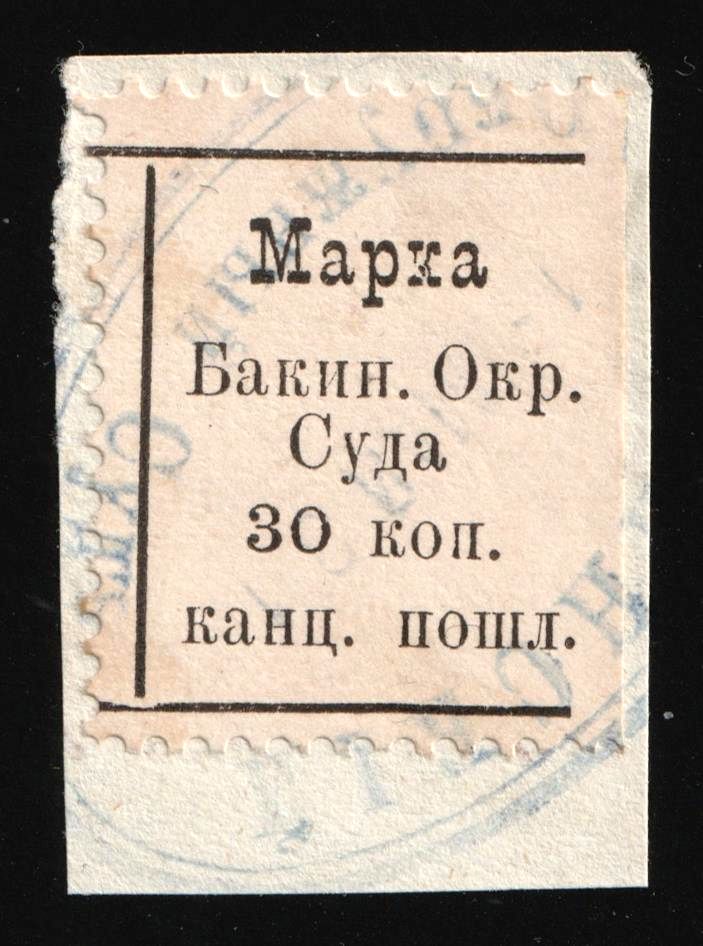 Марка
Бакин. Окр.
Суда
30 коп.
канц. пошл.